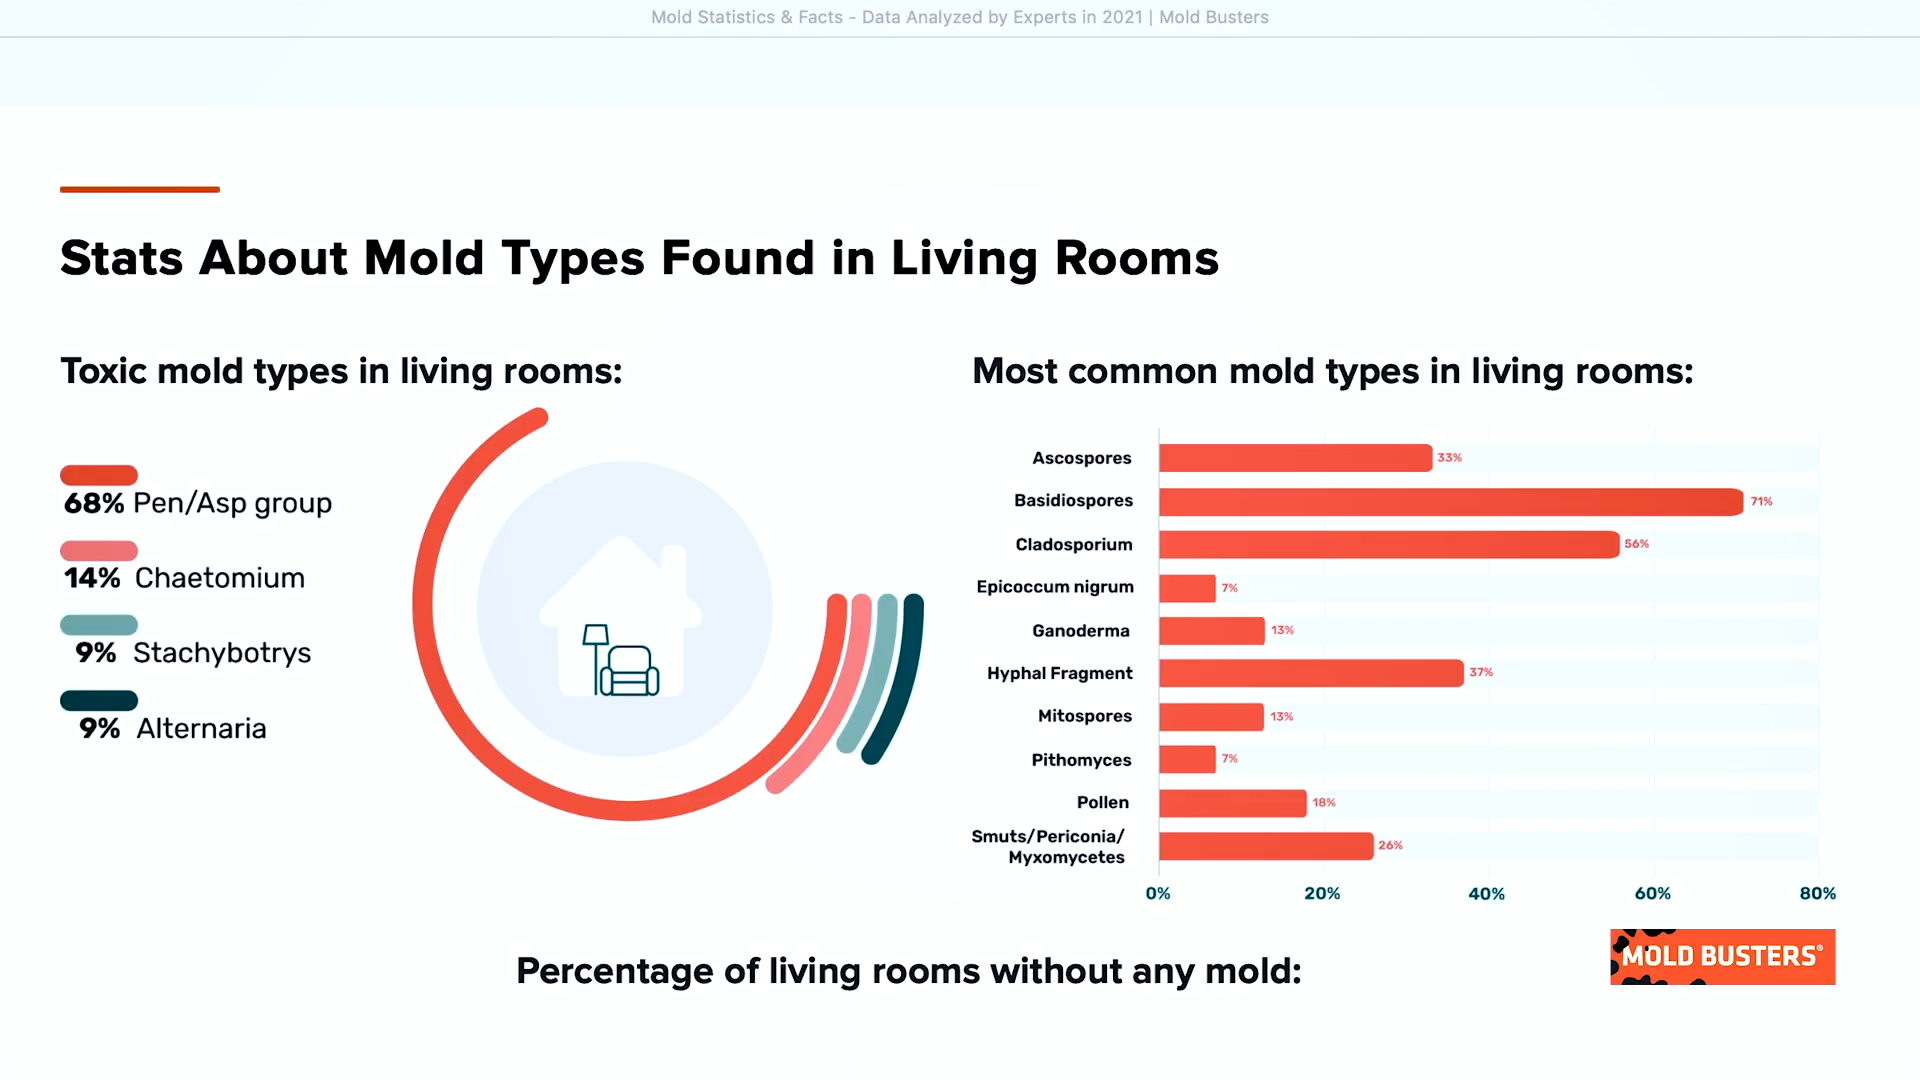 Mold Statistics & Facts - Data Analyzed by Experts in 2021 | Mold Busters
Stats About Mold Types Found in Living Rooms
Toxic mold types in living rooms:
68% Pen/Asp group
14% Chaetomium
9% Stachybotrys
9% Alternaria
Most common mold types in living rooms:
Ascospores 33%
Basidiospores 71%
Cladosporium 56%
Epicoccum nigrum 7%
Ganoderma 13%
Hyphal Fragment 37%
Mitospores 13%
Pithomyces 7%
Pollen 18%
Smuts/Periconia/
Myxomycetes 26%
0% 20% 40% 60% 80%
Percentage of living rooms without any mold:
MOLD BUSTERS®